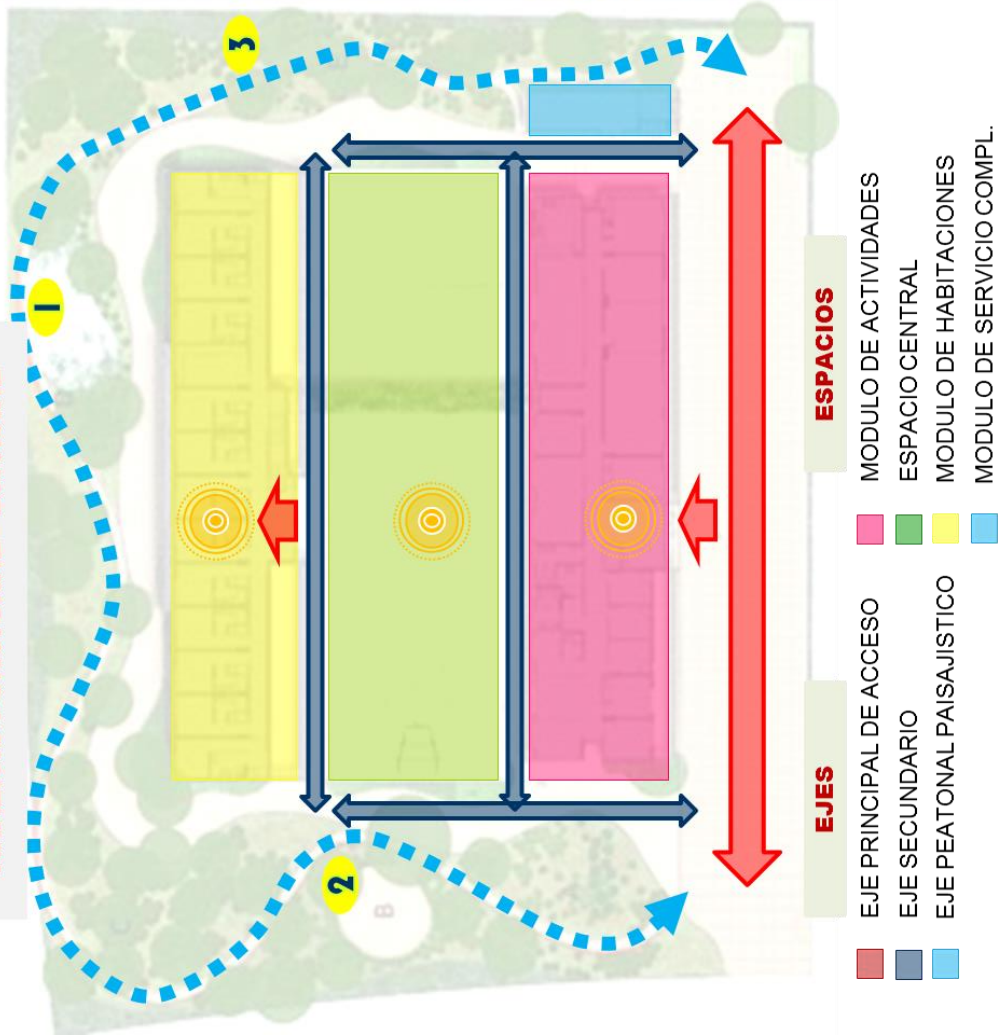 1
3
2
B
EJES
EJE PRINCIPAL DE ACCESO
EJE SECUNDARIO
EJE PEATONAL PAISAJISTICO
ESPACIOS
MODULO DE ACTIVIDADES
ESPACIO CENTRAL
MODULO DE HABITACIONES
MODULO DE SERVICIO COMPL.